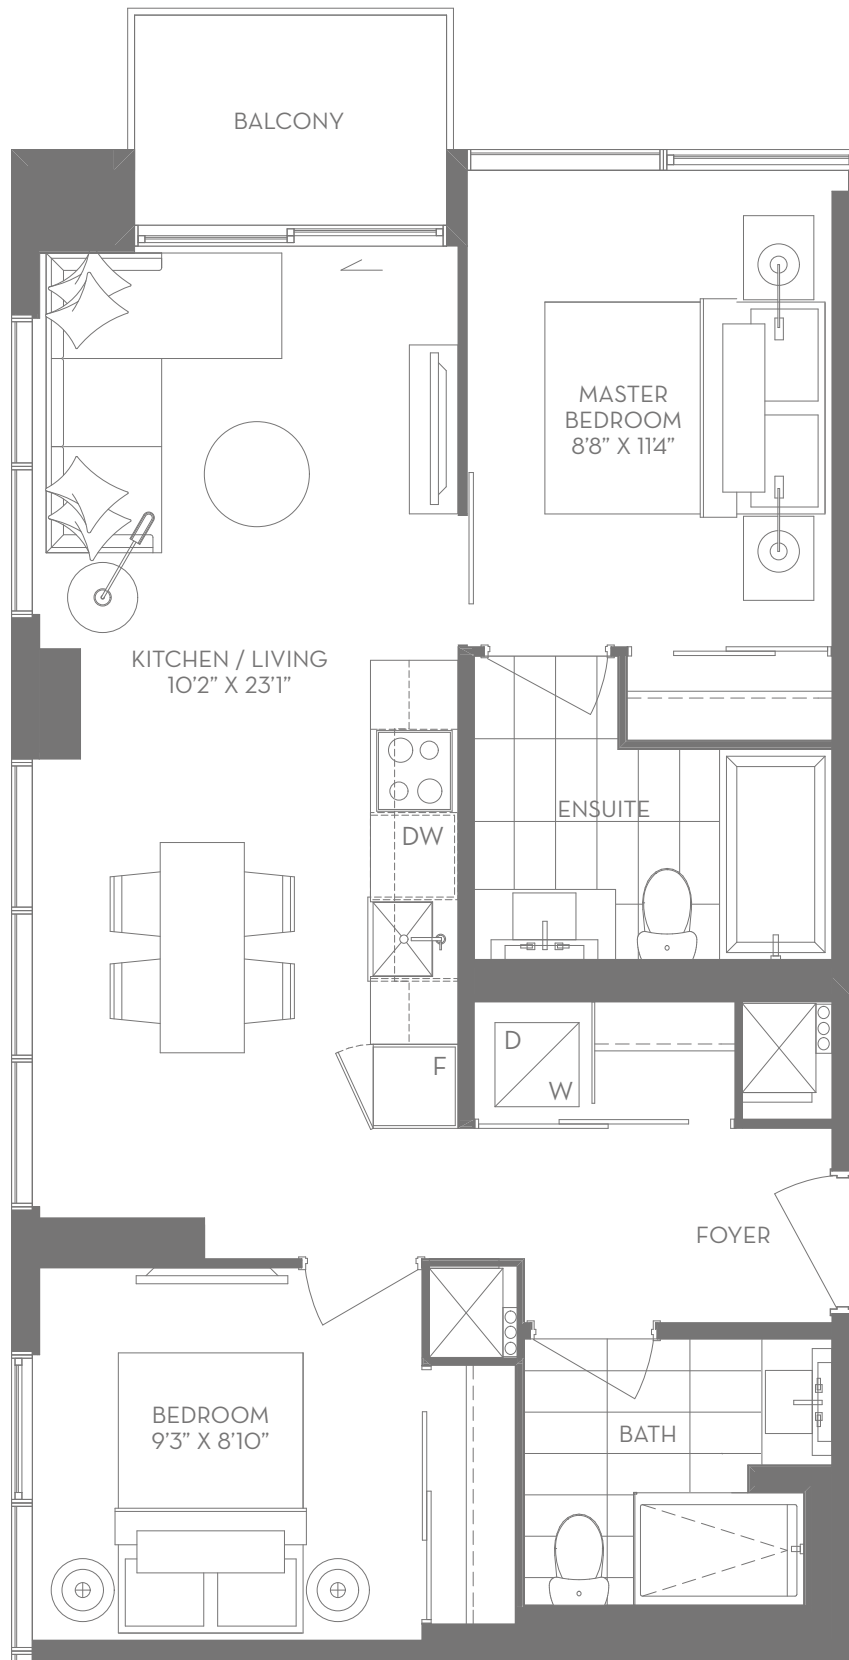 BALCONY
MASTER
BEDROOM
8'8" X 11'4"
KITCHEN / LIVING
10'2" X 23'1"
ENSUITE
DW
F
D
W
FOYER
BEDROOM
9'3" X 8'10"
BATH